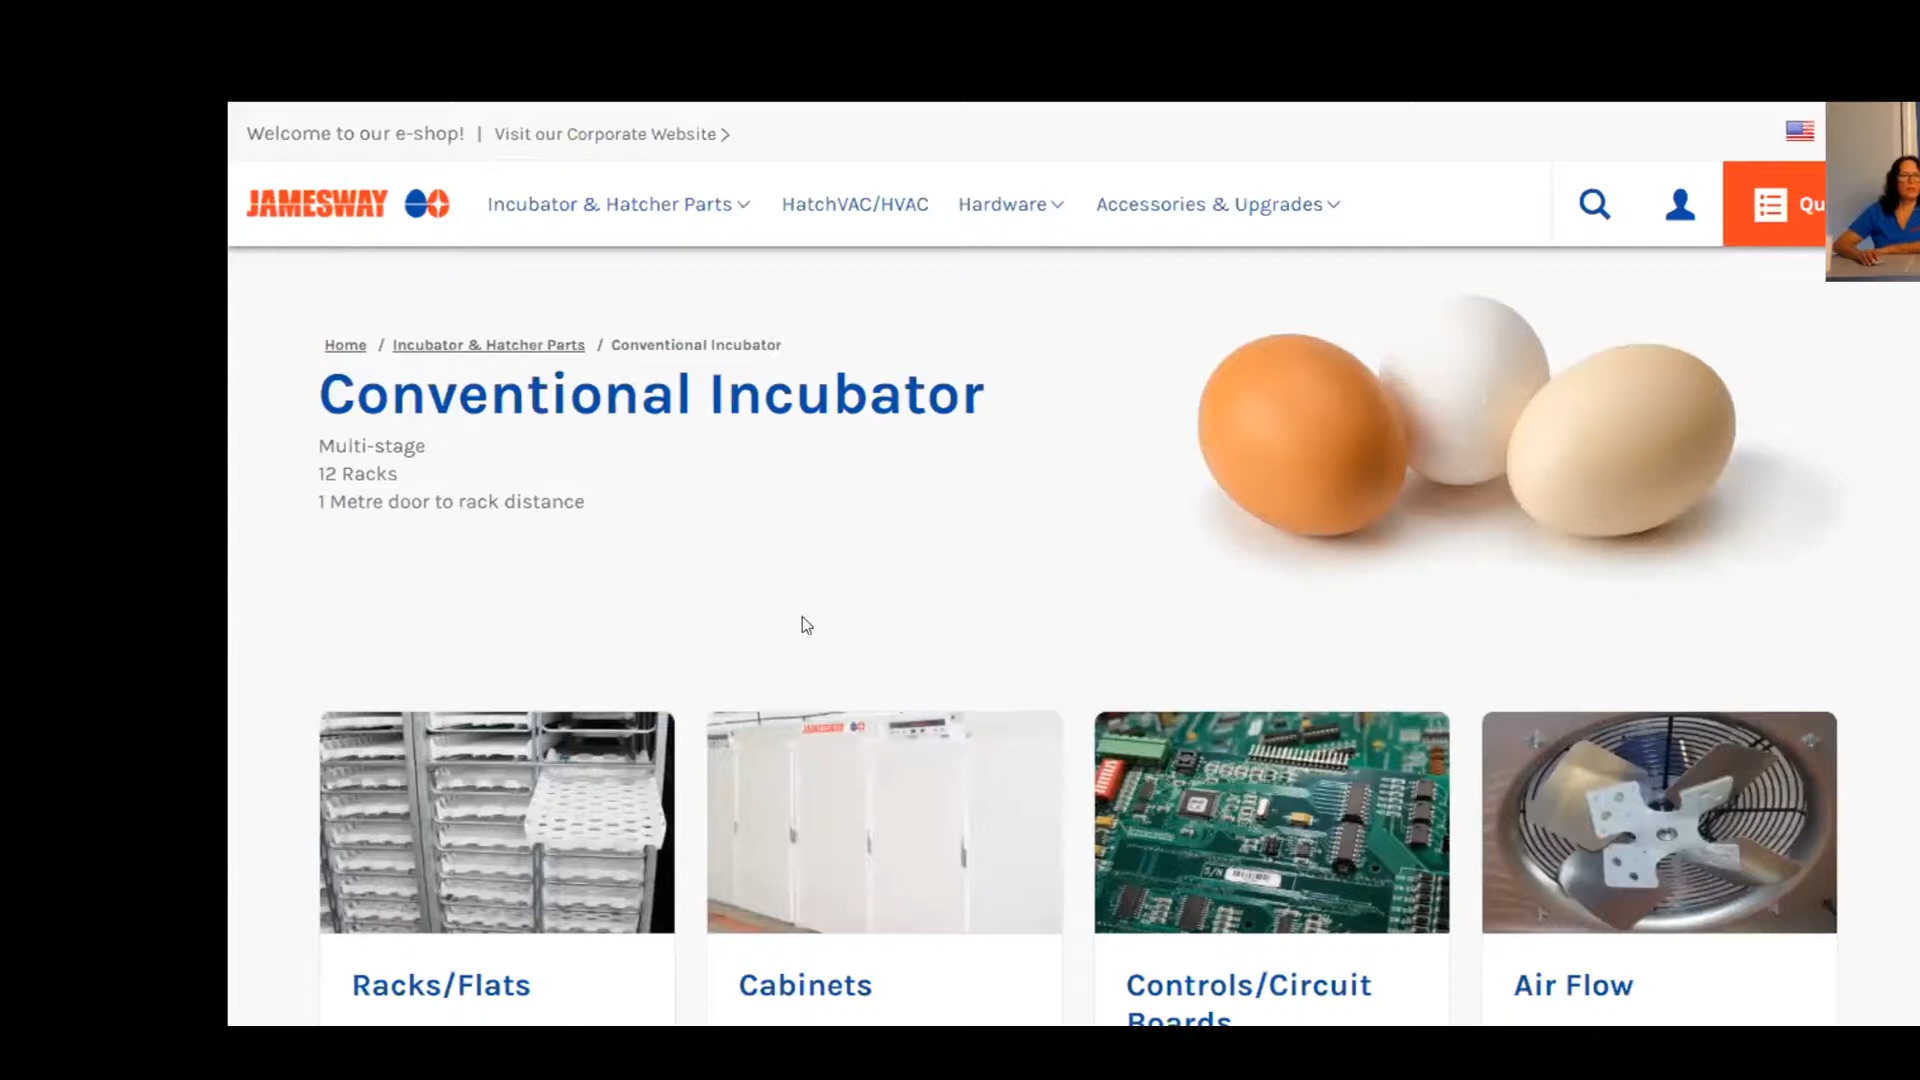 Welcome to our e-shop! | Visit our Corporate Website >
JAMESWAY Incubator & Hatcher Parts HatchVAC/HVAC Hardware Accessories & Upgrades
Home / Incubator & Hatcher Parts / Conventional Incubator
Conventional Incubator
Multi-stage
12 Racks
1 Metre door to rack distance
JAMESWAY
S/N
Racks/Flats
Cabinets
Controls/Circuit
Boards
Air Flow